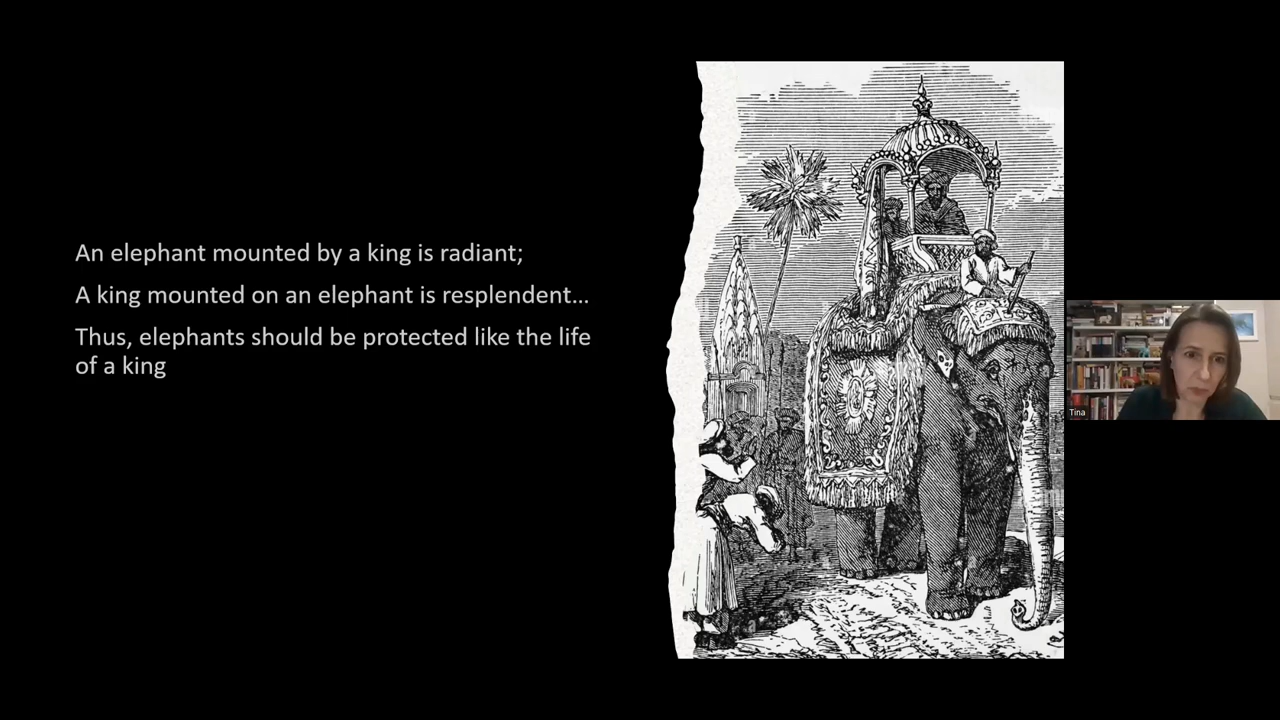 An elephant mounted by a king is radiant;
A king mounted on an elephant is resplendent...
Thus, elephants should be protected like the life
of a king
Tina